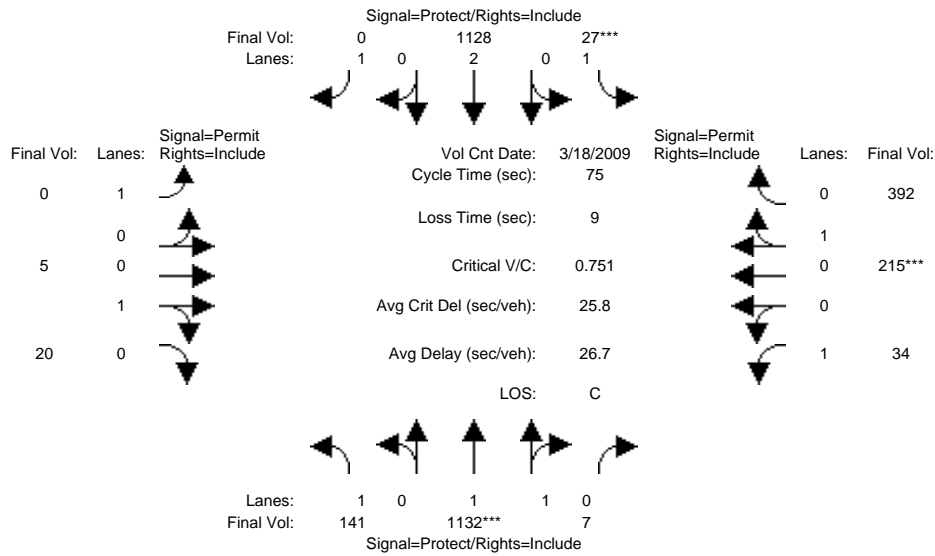 Signal=Protect/Rights=Include
Final Vol: 0 1128 27***
Lanes: 1 0 2 0 1
Signal=Permit
Final Vol: Lanes: Rights=Include
Vol Cnt Date: 3/18/2009
Signal=Permit
Rights=Include Lanes: Final Vol:
Cycle Time (sec): 75
0 1
0 392
Loss Time (sec): 9
0
1
5 0
Critical V/C: 0.751
0 215***
1
Avg Crit Del (sec/veh): 25.8
0
20 0
Avg Delay (sec/veh): 26.7
1 34
LOS: C
Lanes: 1 0 1 1 0
Final Vol: 141 1132*** 7
Signal=Protect/Rights=Include